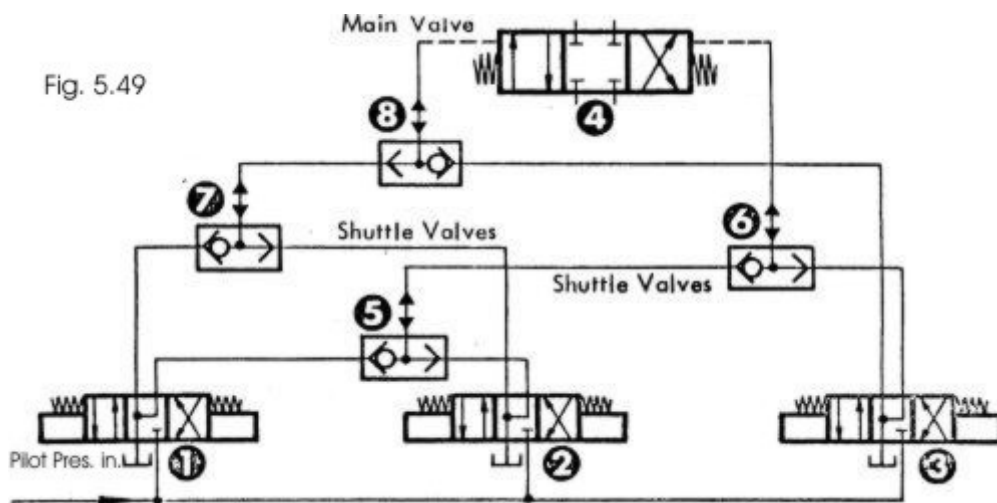 Main Valve
Fig. 5.49
8
4
7
6
Shuttle Valves
Shuttle Valves
5
Pilot Pres. in.
1
2
3